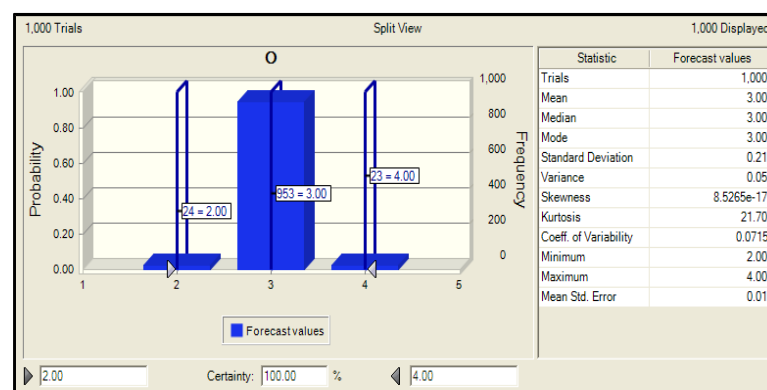 1,000 Trials Split View 1,000 Displayed
O
Probability
1.00
0.80
0.60
0.40
0.20
0.00
24 = 2.00
953 = 3.00
23 = 4.00
1 2 3 4 5
1,000
800
600
400
200
0
Frequency
Forecast values
Statistic Forecast values
Trials 1,000
Mean 3.00
Median 3.00
Mode 3.00
Standard Deviation 0.21
Variance 0.05
Skewness 8.5265e-17
Kurtosis 21.70
Coeff. of Variability 0.0715
Minimum 2.00
Maximum 4.00
Mean Std. Error 0.01
2.00 Certainty: 100.00 % 4.00